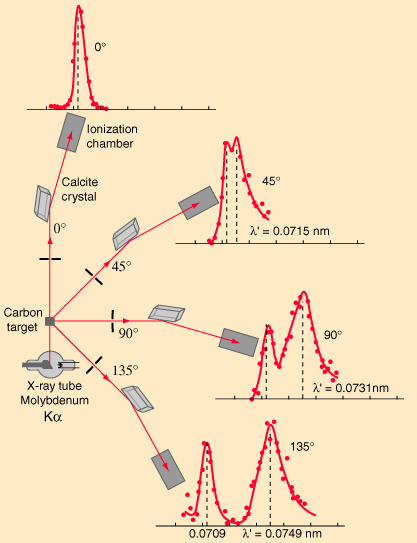 0°
Ionization
chamber
Calcite
crystal
0°
45°
λ' = 0.0715 nm
45°
Carbon
target
90°
90°
λ' = 0.0731nm
X-ray tube
Molybdenum
Kα
135°
135°
0.0709 λ' = 0.0749 nm